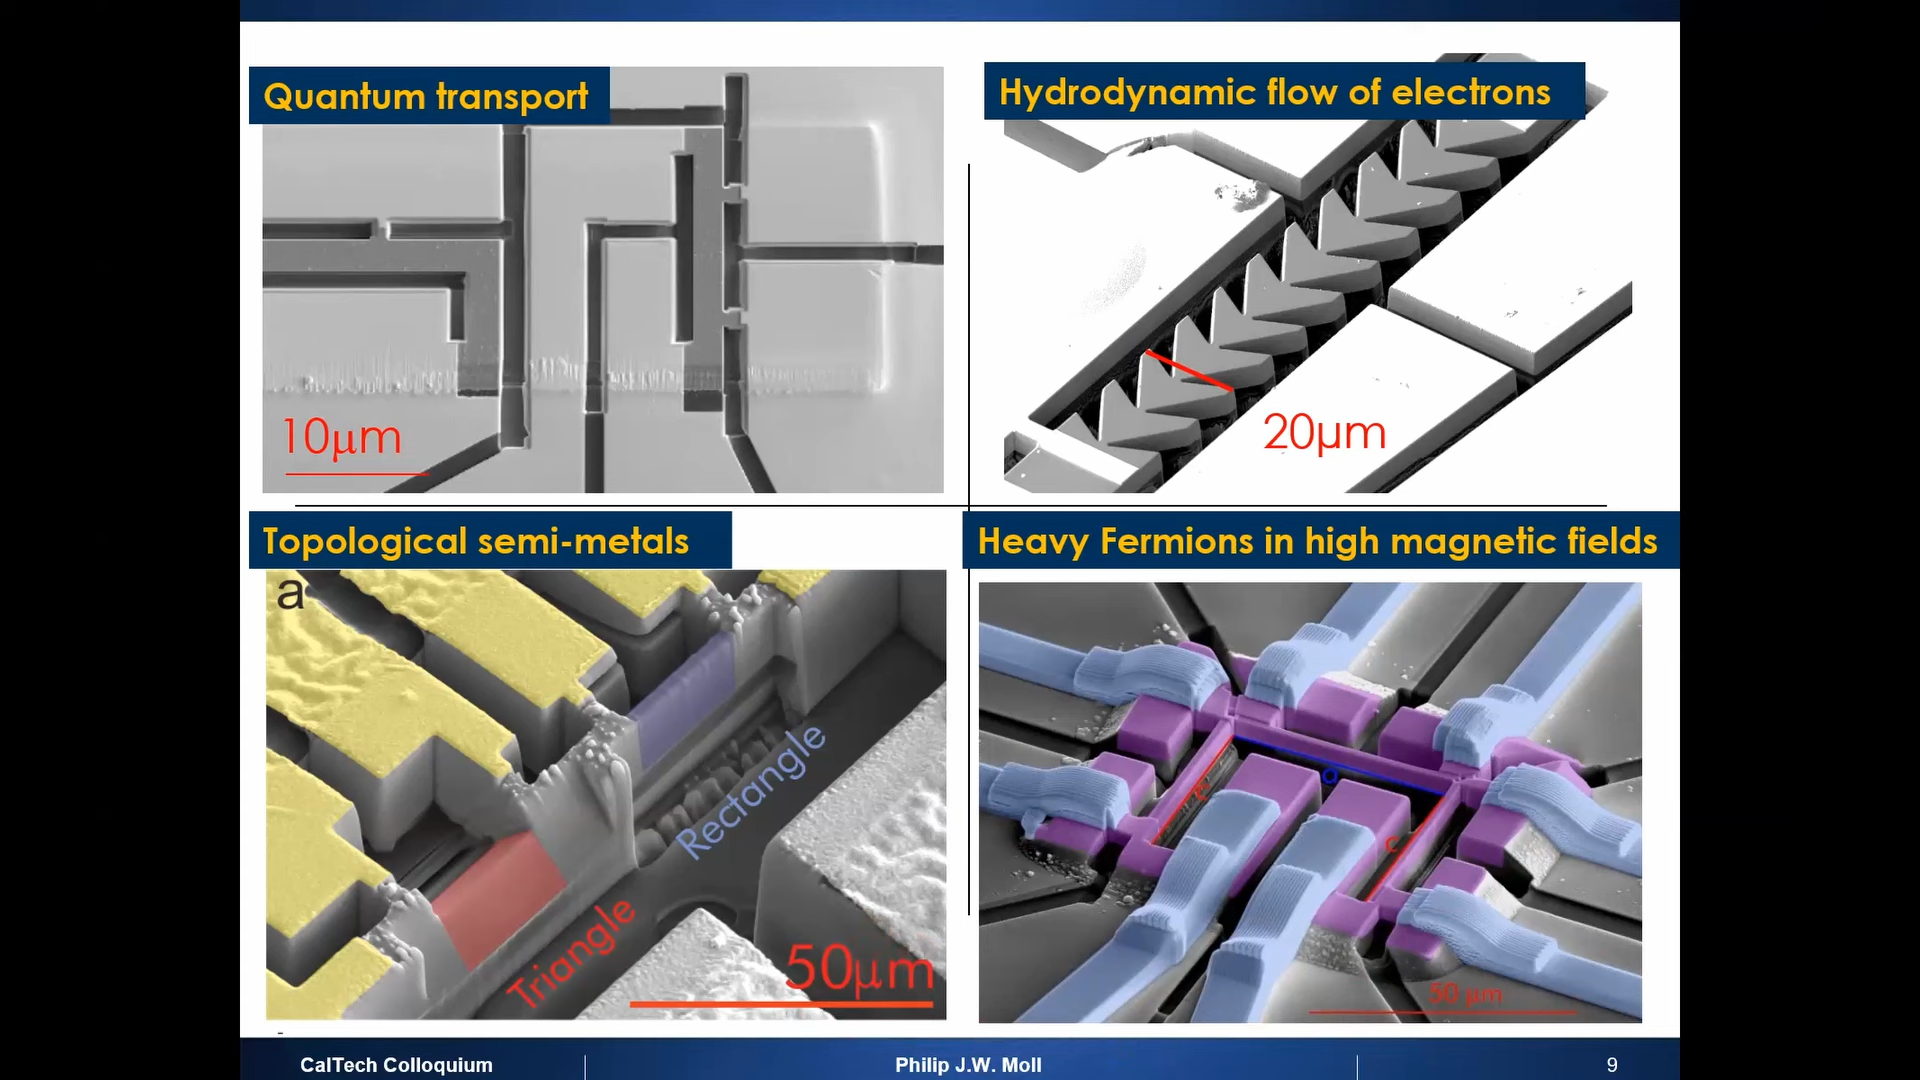 Quantum transport
10μm
Hydrodynamic flow of electrons
20μm
Topological semi-metals
a
Rectangle
Triangle
50μm
Heavy Fermions in high magnetic fields
a
c
50 μm
-
CalTech Colloquium
Philip J.W. Moll
9